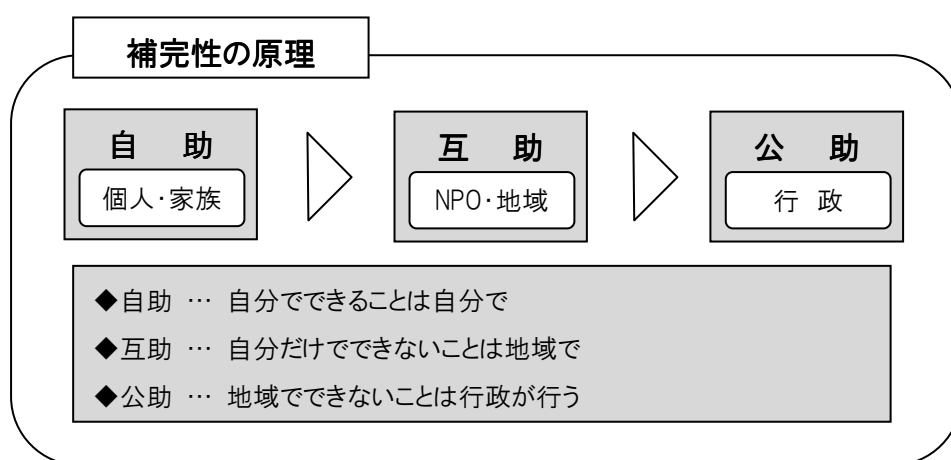 補完性の原理
自 助
互 助
公 助
個人・家族
NPO・地域
行 政
◆自助 … 自分でできることは自分で
◆互助 … 自分だけでできないことは地域で
◆公助 … 地域でできないことは行政が行う